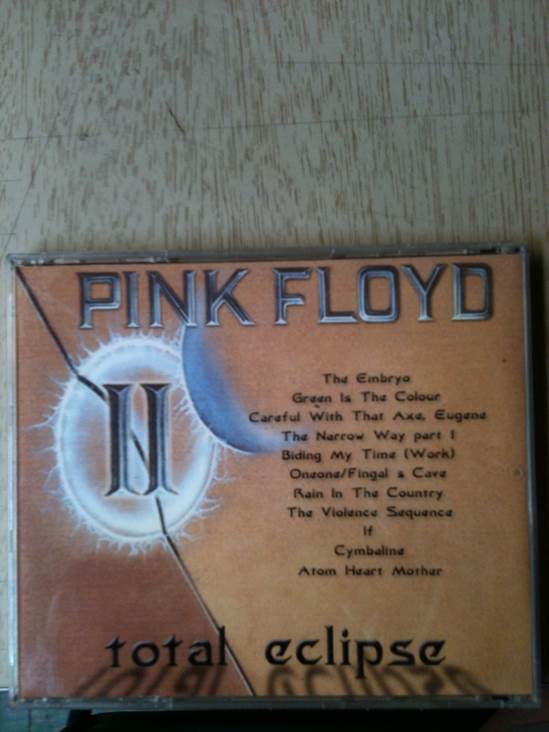 PINK FLOYD
II
The Embryo
Green Is The Colour
Careful With That Axe, Eugene
The Narrow Way part 1
Biding My Time (Work)
Oneone/Fingal s Cave
Rain In The Country
The Violence Sequence
If
Cymbaline
Atom Heart Mother
total eclipse